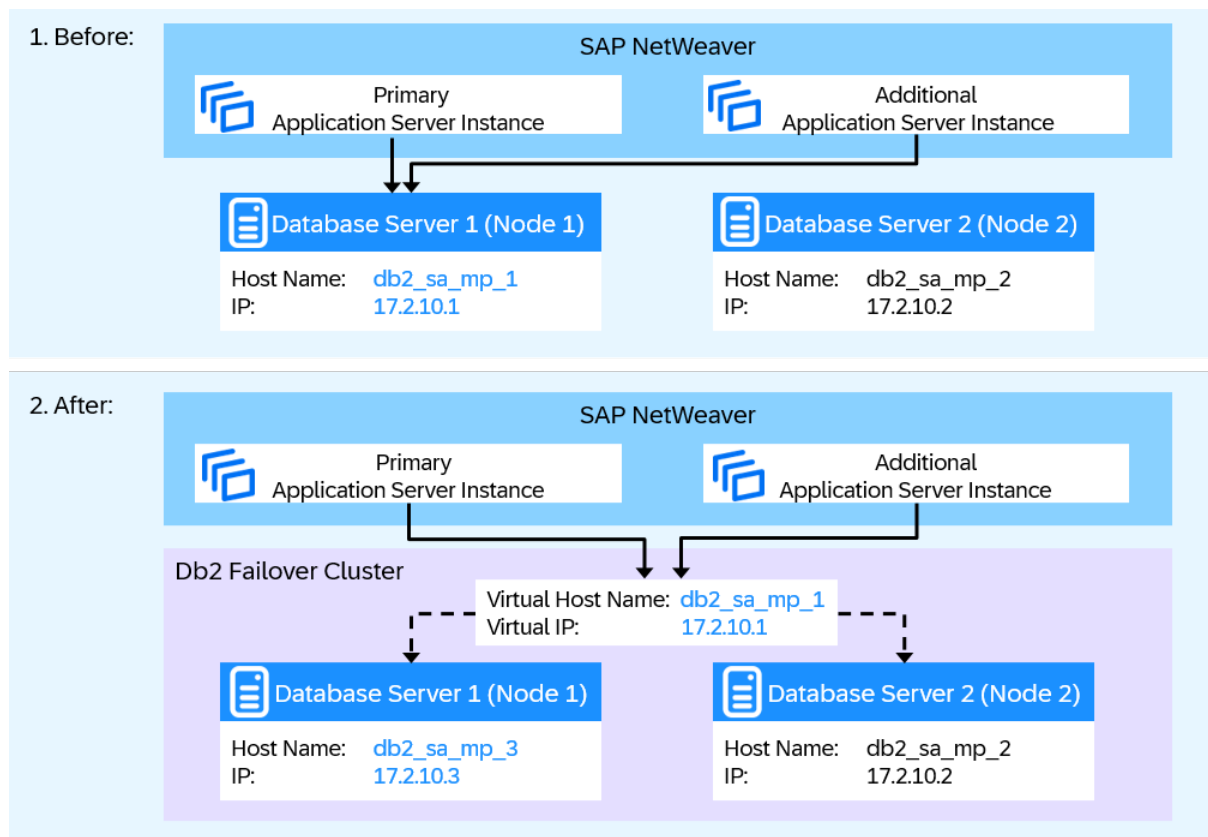 1. Before:
SAP NetWeaver
Primary
Application Server Instance
Additional
Application Server Instance
Database Server 1 (Node 1)
Host Name: db2_sa_mp_1
IP: 17.2.10.1
Database Server 2 (Node 2)
Host Name: db2_sa_mp_2
IP: 17.2.10.2
2. After:
SAP NetWeaver
Primary
Application Server Instance
Additional
Application Server Instance
Db2 Failover Cluster
Virtual Host Name: db2_sa_mp_1
Virtual IP: 17.2.10.1
Database Server 1 (Node 1)
Host Name: db2_sa_mp_3
IP: 17.2.10.3
Database Server 2 (Node 2)
Host Name: db2_sa_mp_2
IP: 17.2.10.2